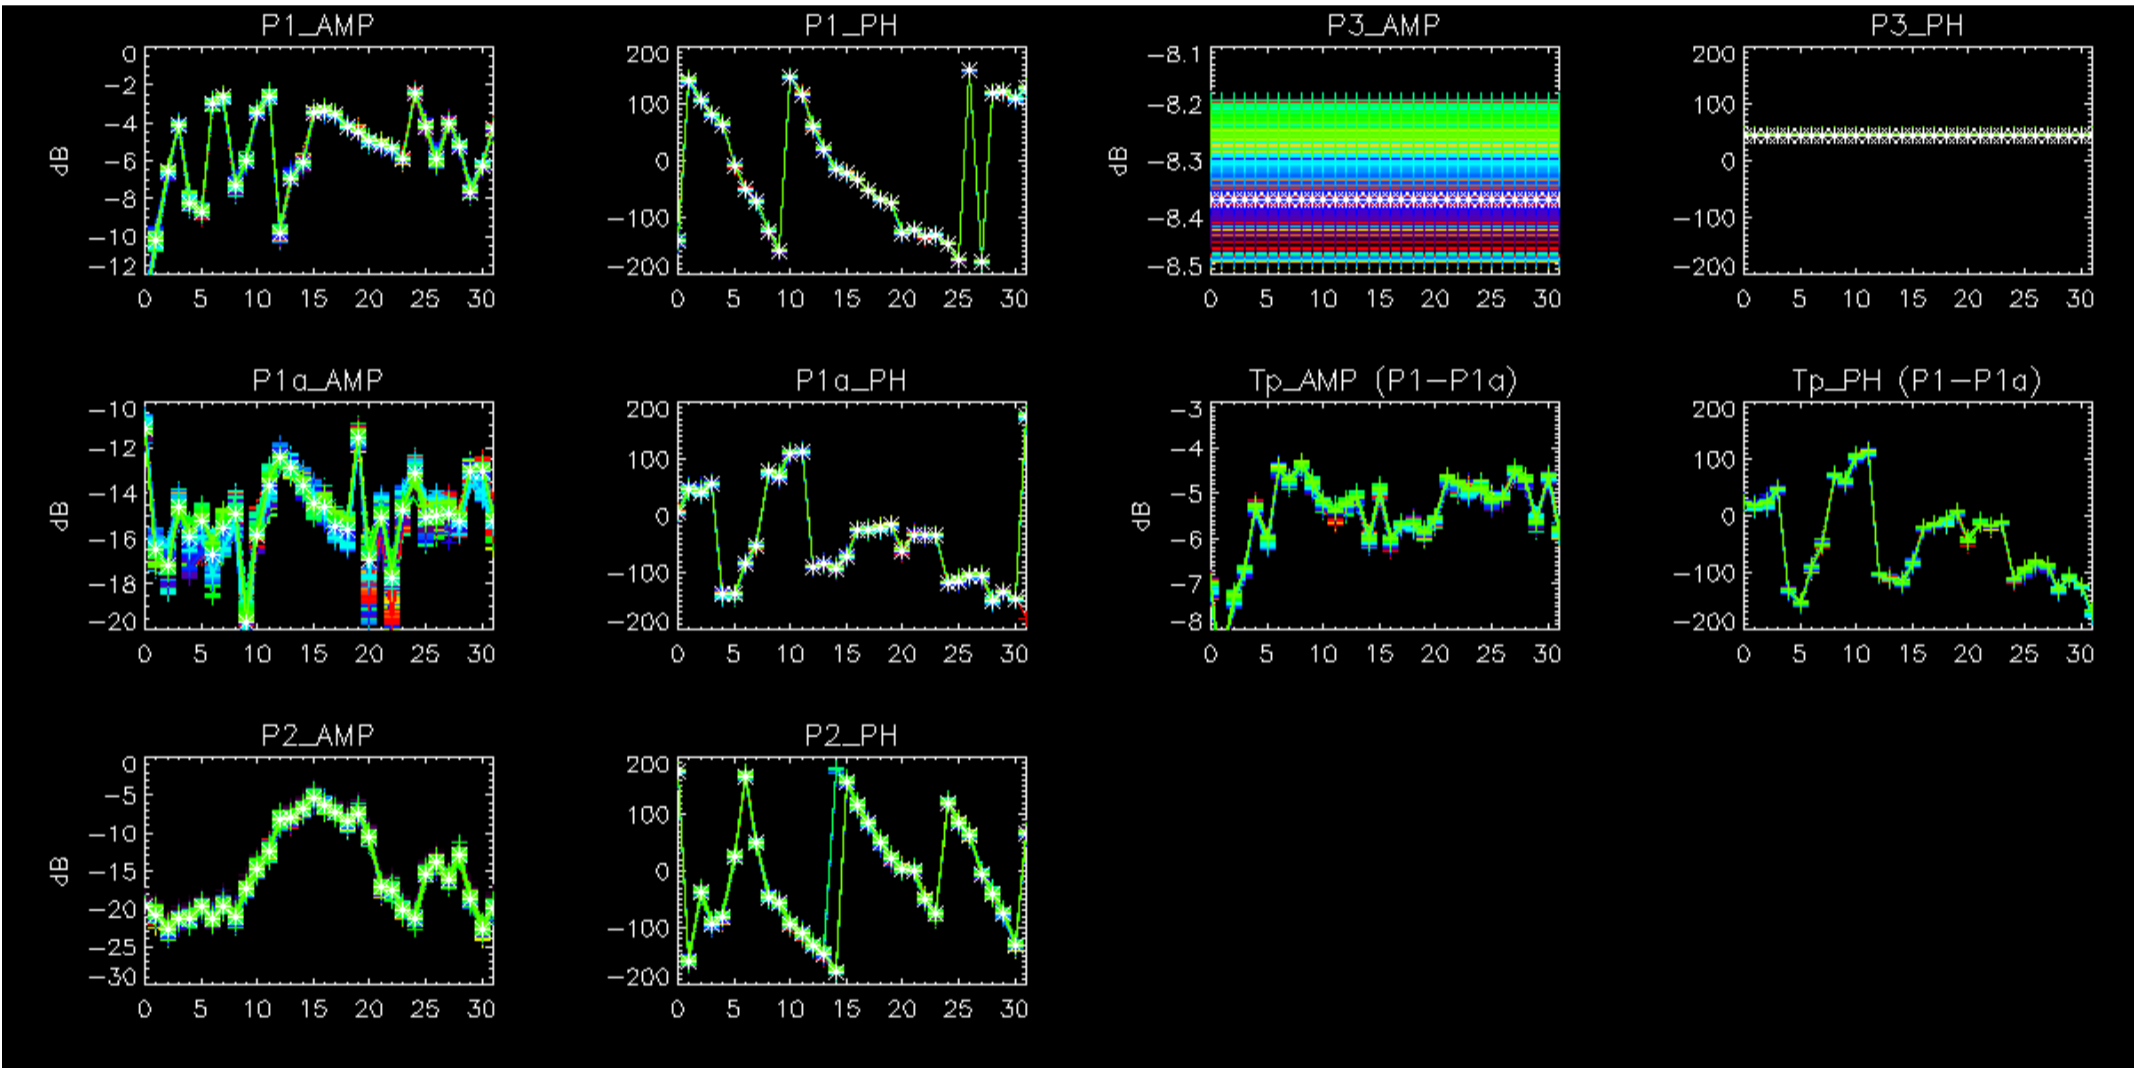 P1_AMP P1_PH P3_AMP P3_PH
0 200 -8.1 200
-2 100 -8.2 100
-4 0 -8.3 0
-6 -100 -8.4 -100
-8 -200 -8.5 -200
-10
-12
dB dB
0 5 10 15 20 25 30 0 5 10 15 20 25 30 0 5 10 15 20 25 30 0 5 10 15 20 25 30
P1a_AMP P1a_PH Tp_AMP (P1-P1a) Tp_PH (P1-P1a)
-10 200 -3 200
-12 100 -4 100
-14 0 -5 0
-16 -100 -6 -100
-18 -200 -7 -200
-20 -8
dB dB
0 5 10 15 20 25 30 0 5 10 15 20 25 30 0 5 10 15 20 25 30 0 5 10 15 20 25 30
P2_AMP P2_PH
0 200
-5 100
-10 0
-15 -100
-20 -200
-25
-30
dB
0 5 10 15 20 25 30 0 5 10 15 20 25 30